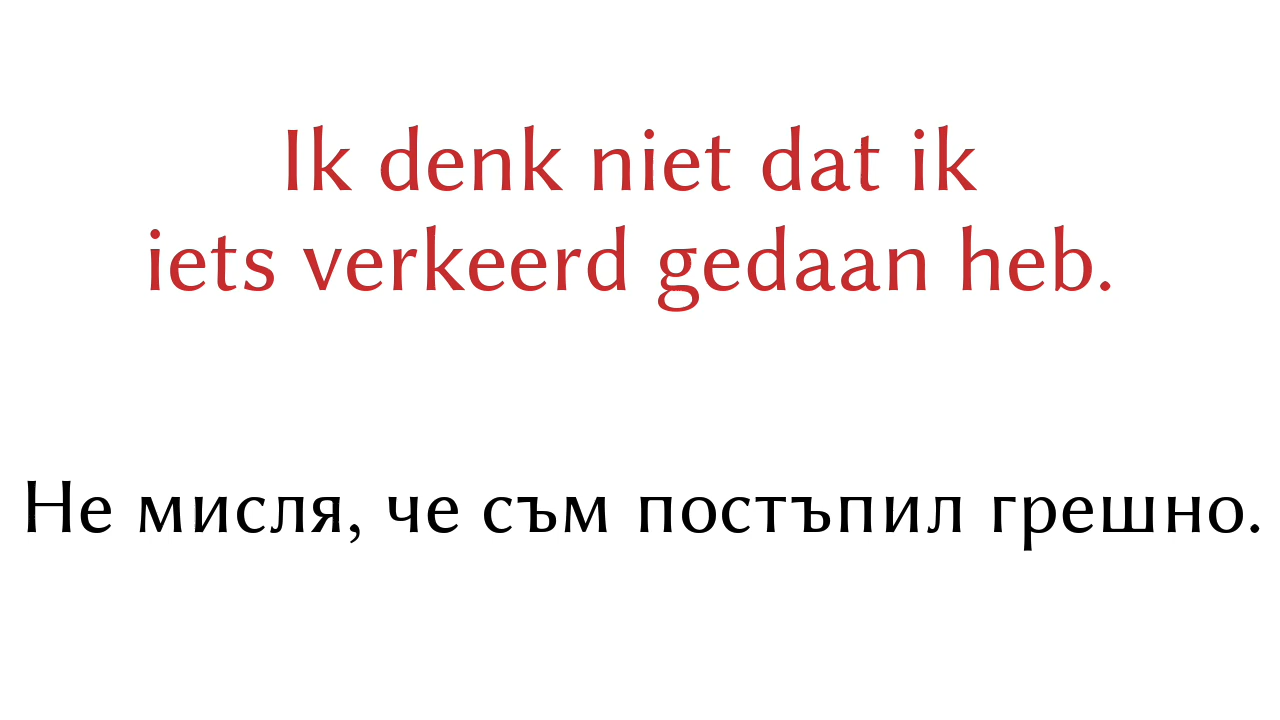 Ik denk niet dat ik
iets verkeerd gedaan heb.
Не мисля, че съм постъпил грешно.